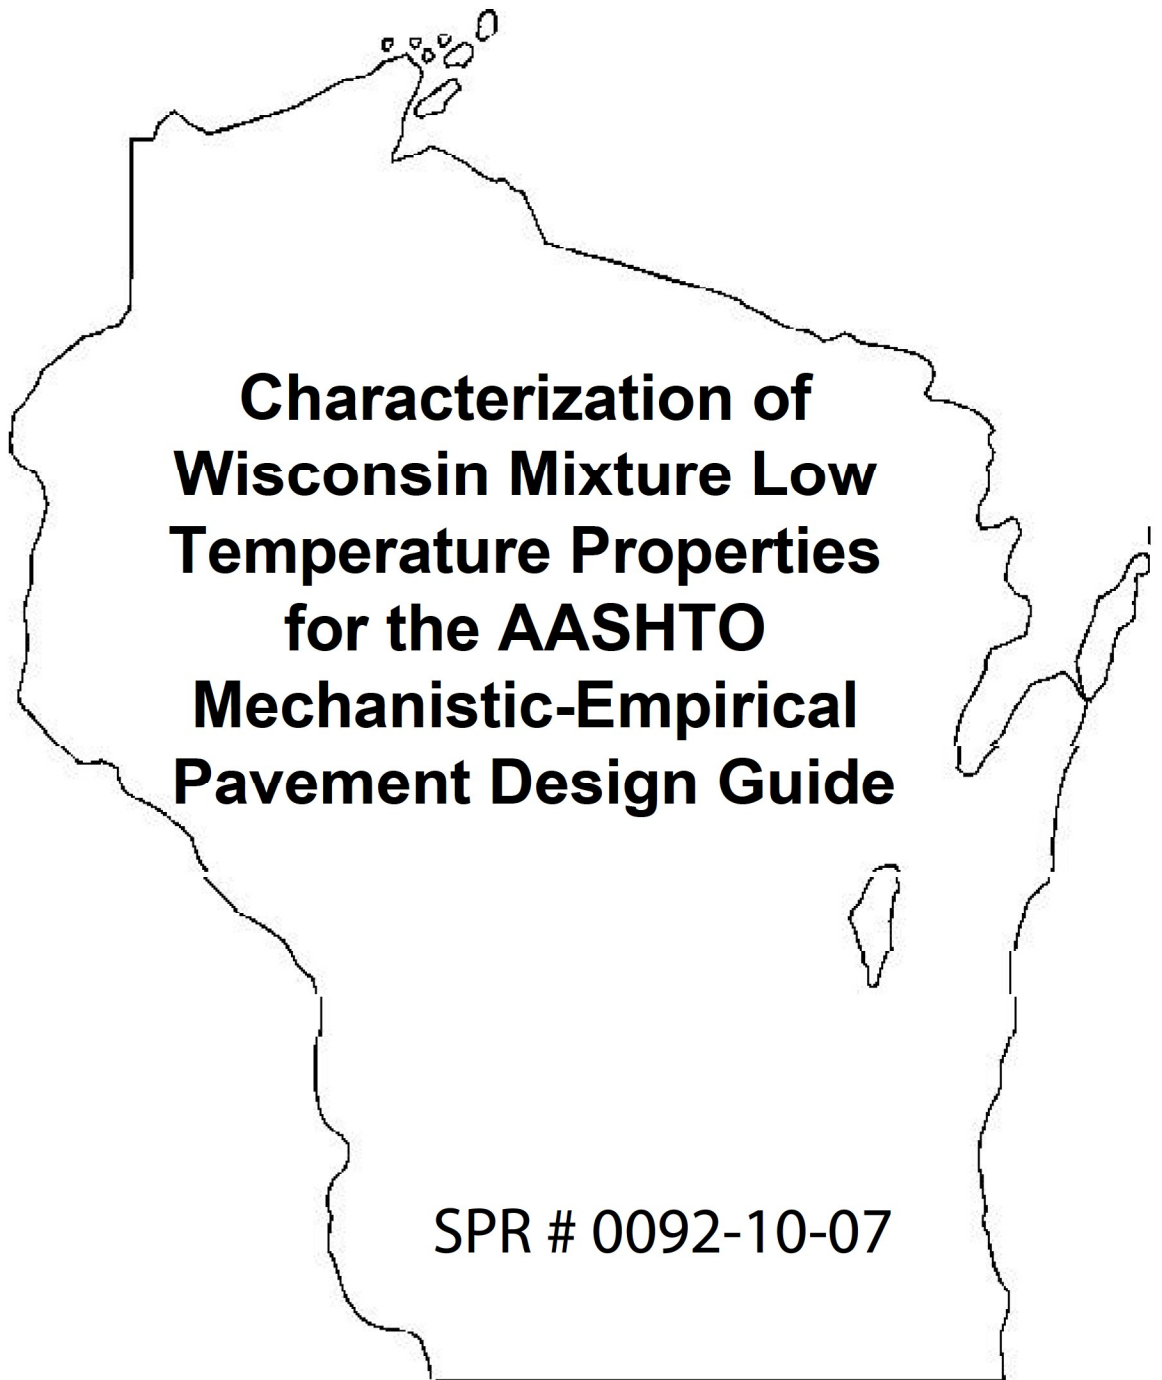 Characterization of
Wisconsin Mixture Low
Temperature Properties
for the AASHTO
Mechanistic-Empirical
Pavement Design Guide
SPR # 0092-10-07